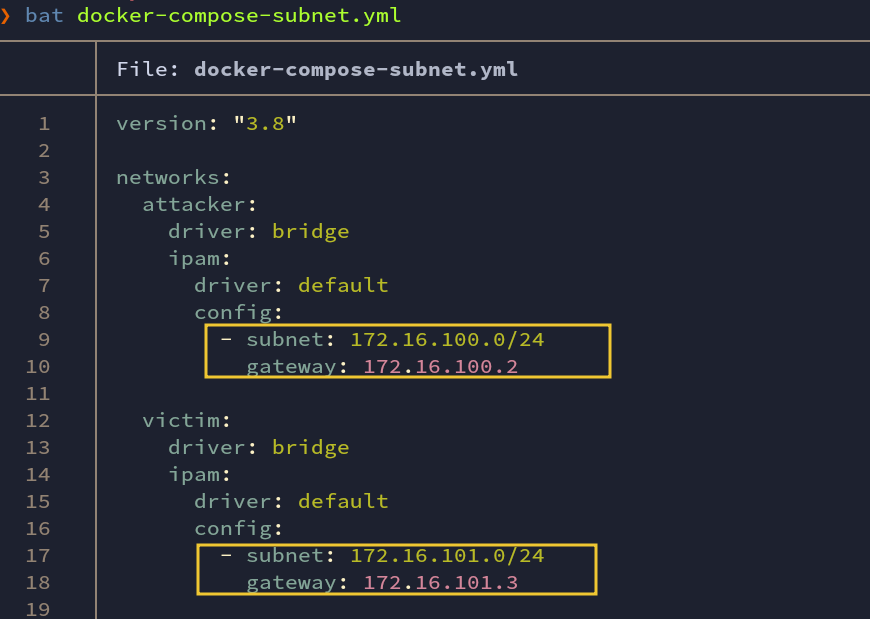 ❯ bat docker-compose-subnet.yml
File: docker-compose-subnet.yml
1 version: "3.8"
2
3 networks:
4   attacker:
5     driver: bridge
6     ipam:
7       driver: default
8       config:
9         - subnet: 172.16.100.0/24
10           gateway: 172.16.100.2
11
12   victim:
13     driver: bridge
14     ipam:
15       driver: default
16       config:
17         - subnet: 172.16.101.0/24
18           gateway: 172.16.101.3
19